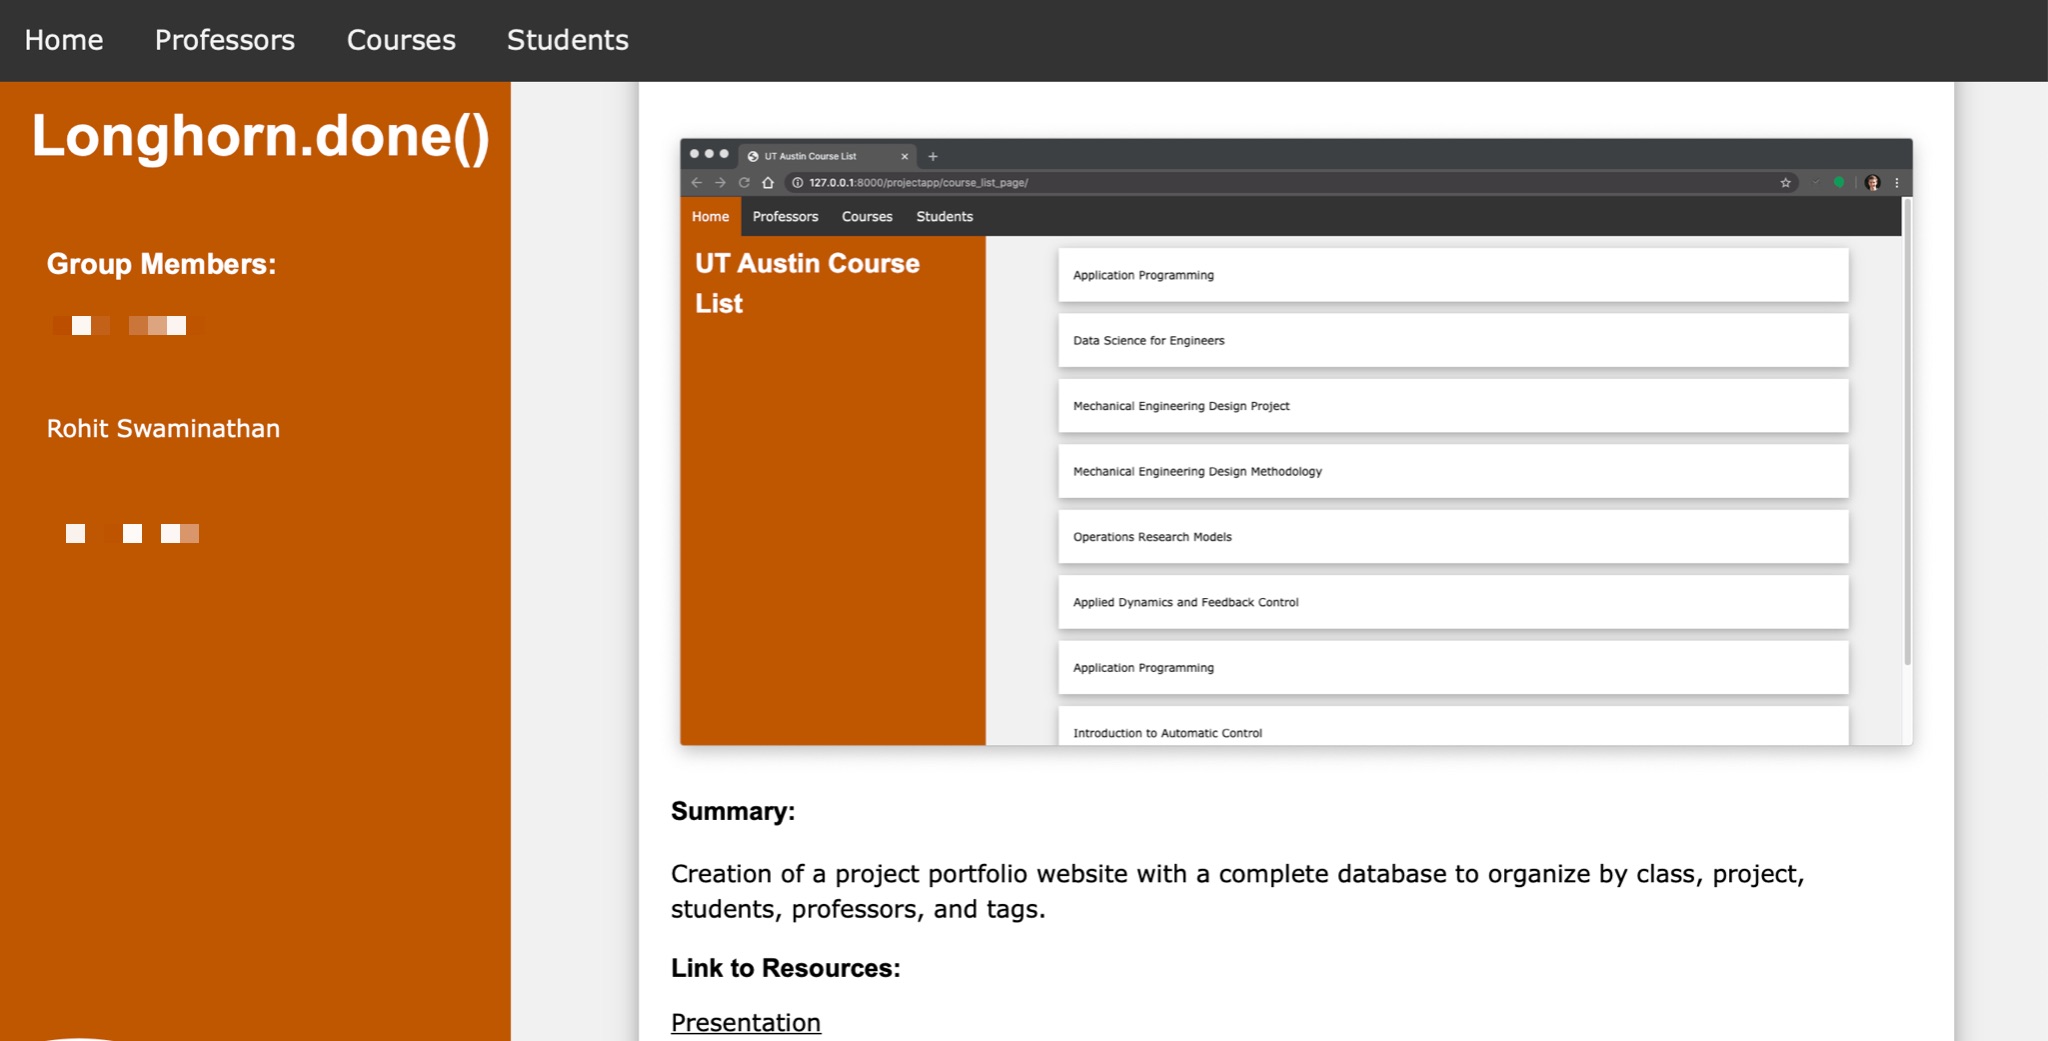 Home Professors Courses Students
Longhorn.done()
Group Members:
Rohit Swaminathan
UT Austin Course List
127.0.0.1:8000/projectapp/course_list_page/
Home Professors Courses Students
UT Austin Course
List
Application Programming
Data Science for Engineers
Mechanical Engineering Design Project
Mechanical Engineering Design Methodology
Operations Research Models
Applied Dynamics and Feedback Control
Application Programming
Introduction to Automatic Control
Summary:
Creation of a project portfolio website with a complete database to organize by class, project,
students, professors, and tags.
Link to Resources:
Presentation